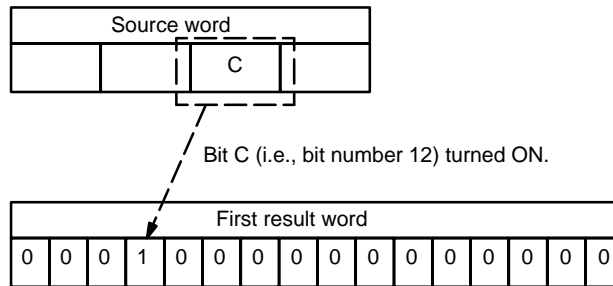 Source word
C
Bit C (i.e., bit number 12) turned ON.
First result word
0 0 0 1 0 0 0 0 0 0 0 0 0 0 0 0